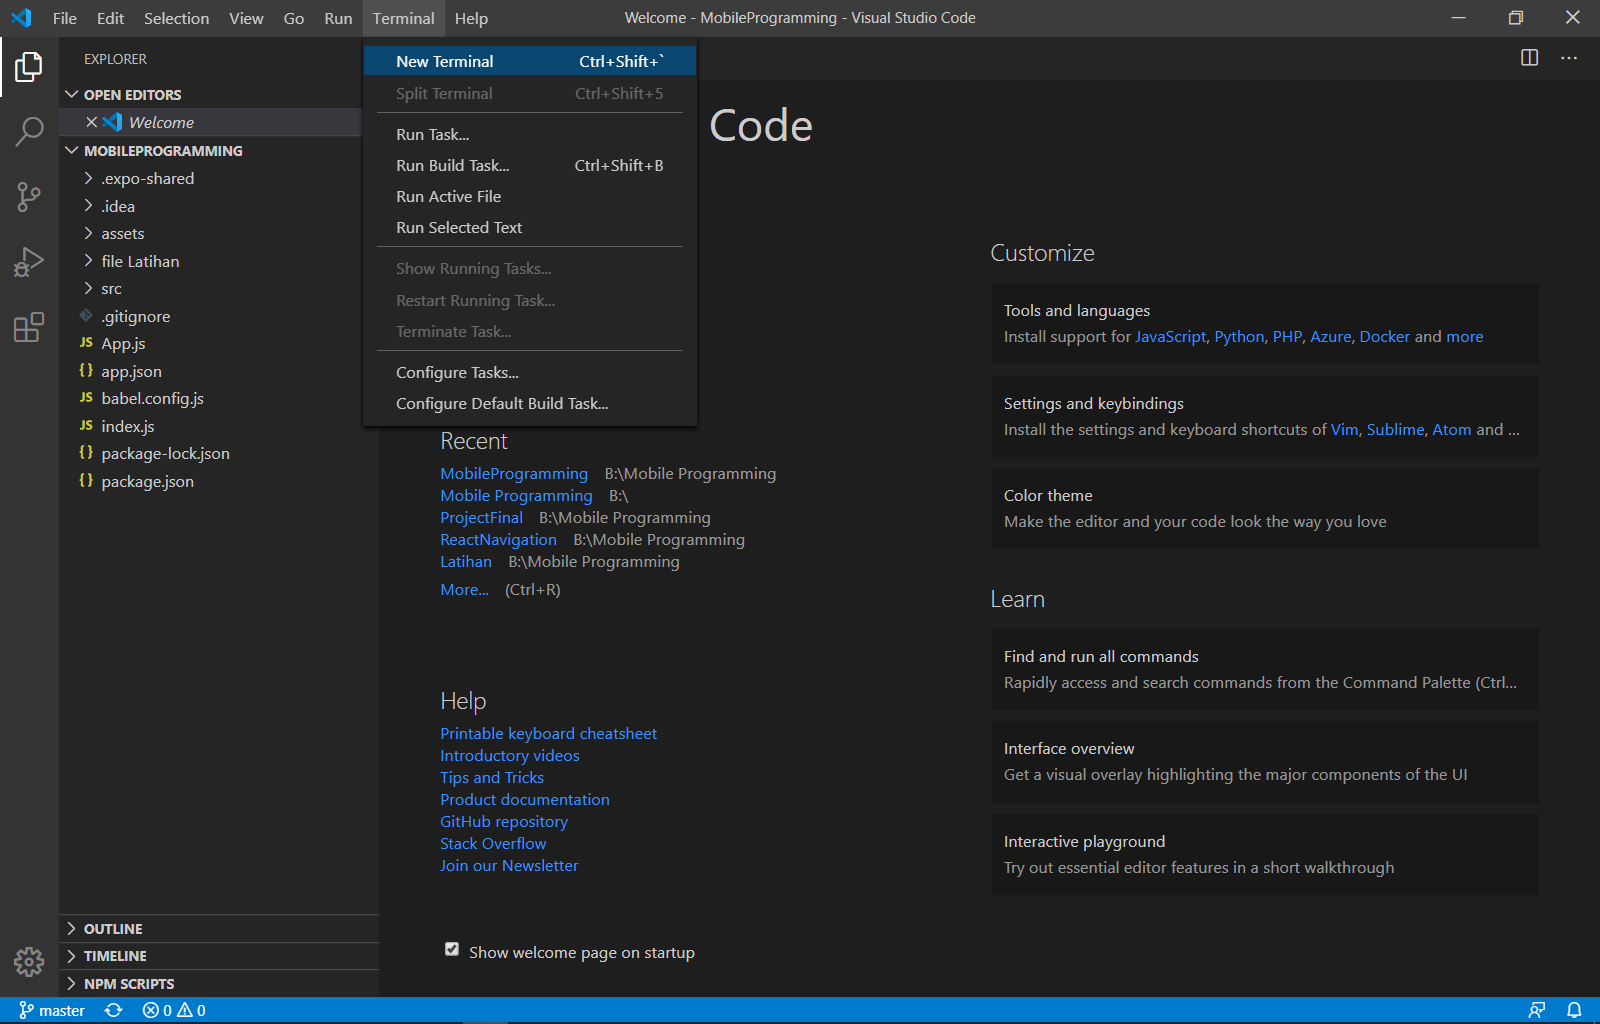 File Edit Selection View Go Run Terminal Help
Welcome - MobileProgramming - Visual Studio Code
EXPLORER
OPEN EDITORS
Welcome
MOBILEPROGRAMMING
.expo-shared
.idea
assets
file Latihan
src
.gitignore
JS App.js
{} app.json
JS babel.config.js
JS index.js
{} package-lock.json
{} package.json
OUTLINE
TIMELINE
NPM SCRIPTS
New Terminal Ctrl+Shift+`
Split Terminal Ctrl+Shift+5
Run Task...
Run Build Task... Ctrl+Shift+B
Run Active File
Run Selected Text
Show Running Tasks...
Restart Running Task...
Terminate Task...
Configure Tasks...
Configure Default Build Task...
Code
Recent
MobileProgramming B:\Mobile Programming
Mobile Programming B:\
ProjectFinal B:\Mobile Programming
ReactNavigation B:\Mobile Programming
Latihan B:\Mobile Programming
More... (Ctrl+R)
Help
Printable keyboard cheatsheet
Introductory videos
Tips and Tricks
Product documentation
GitHub repository
Stack Overflow
Join our Newsletter
Show welcome page on startup
Customize
Tools and languages
Install support for JavaScript, Python, PHP, Azure, Docker and more
Settings and keybindings
Install the settings and keyboard shortcuts of Vim, Sublime, Atom and ...
Color theme
Make the editor and your code look the way you love
Learn
Find and run all commands
Rapidly access and search commands from the Command Palette (Ctrl...
Interface overview
Get a visual overlay highlighting the major components of the UI
Interactive playground
Try out essential editor features in a short walkthrough
master 0 0